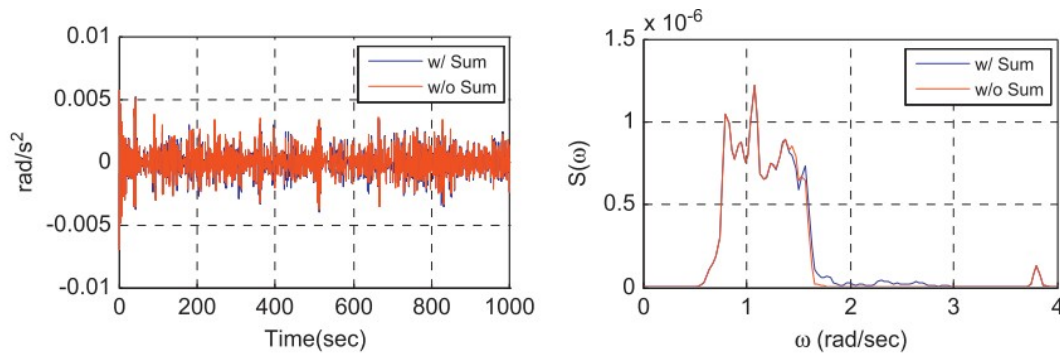 0.01
0.005
0
-0.005
-0.01
rad/s²
0 200 400 600 800 1000
Time(sec)
w/ Sum
w/o Sum
x 10⁻⁶
1.5
1
0.5
0
S(ω)
0 1 2 3 4
ω (rad/sec)
w/ Sum
w/o Sum